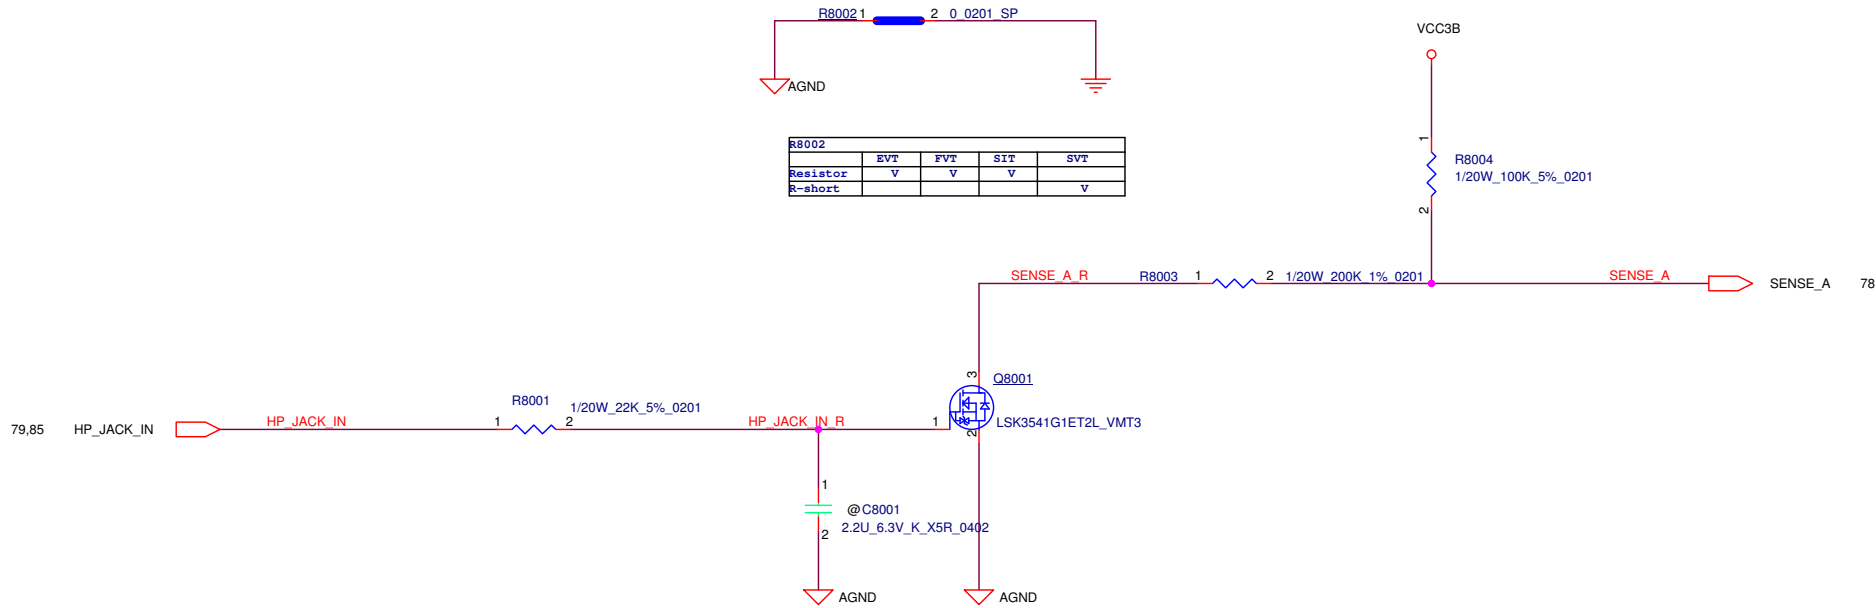 R8002 1 2 0_0201_SP
VCC3B
AGND
R8002
EVT FVT SIT SVT
Resistor V V V
R-short V
1
R8004
1/20W_100K_5%_0201
2
SENSE_A_R R8003 1 2 1/20W_200K_1%_0201 SENSE_A SENSE_A 78
3
Q8001
R8001 1/20W_22K_5%_0201
79,85 HP_JACK_IN HP_JACK_IN 1 2 HP_JACK_IN_R 1 LSK3541G1ET2L_VMT3
2
1
@ C8001
2.2U_6.3V_K_X5R_0402
2
AGND AGND